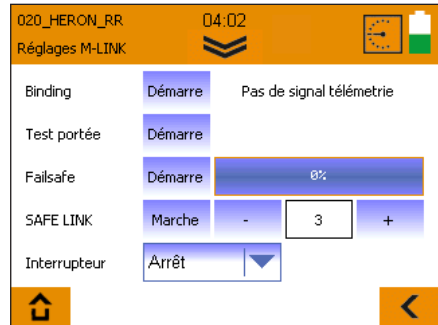 020_HERON_RR 04:02
Réglages M-LINK
Binding Démarre Pas de signal télémetrie
Test portée Démarre
Failsafe Démarre 0%
SAFE LINK Marche - 3 +
Interrupteur Arrêt